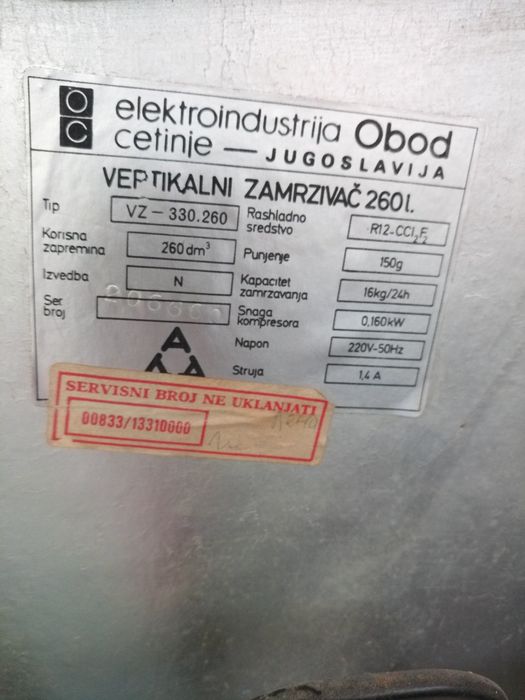 OC
elektroindustrija Obod
cetinje — JUGOSLAVIJA
VERTIKALNI ZAMRZIVAČ 260 l.
Tip VZ-330.260
Korisna zapremina 260 dm³
Izvedba N
Ser broj
Rashladno sredstvo R12-CCl₂F₂
Punjenje 150g
Kapacitet zamrzavanja 16kg/24h
Snaga kompresora 0,160kW
Napon 220V-50Hz
Struja 1,4 A
A
AA
SERVISNI BROJ NE UKLANJATI
00833/13310000